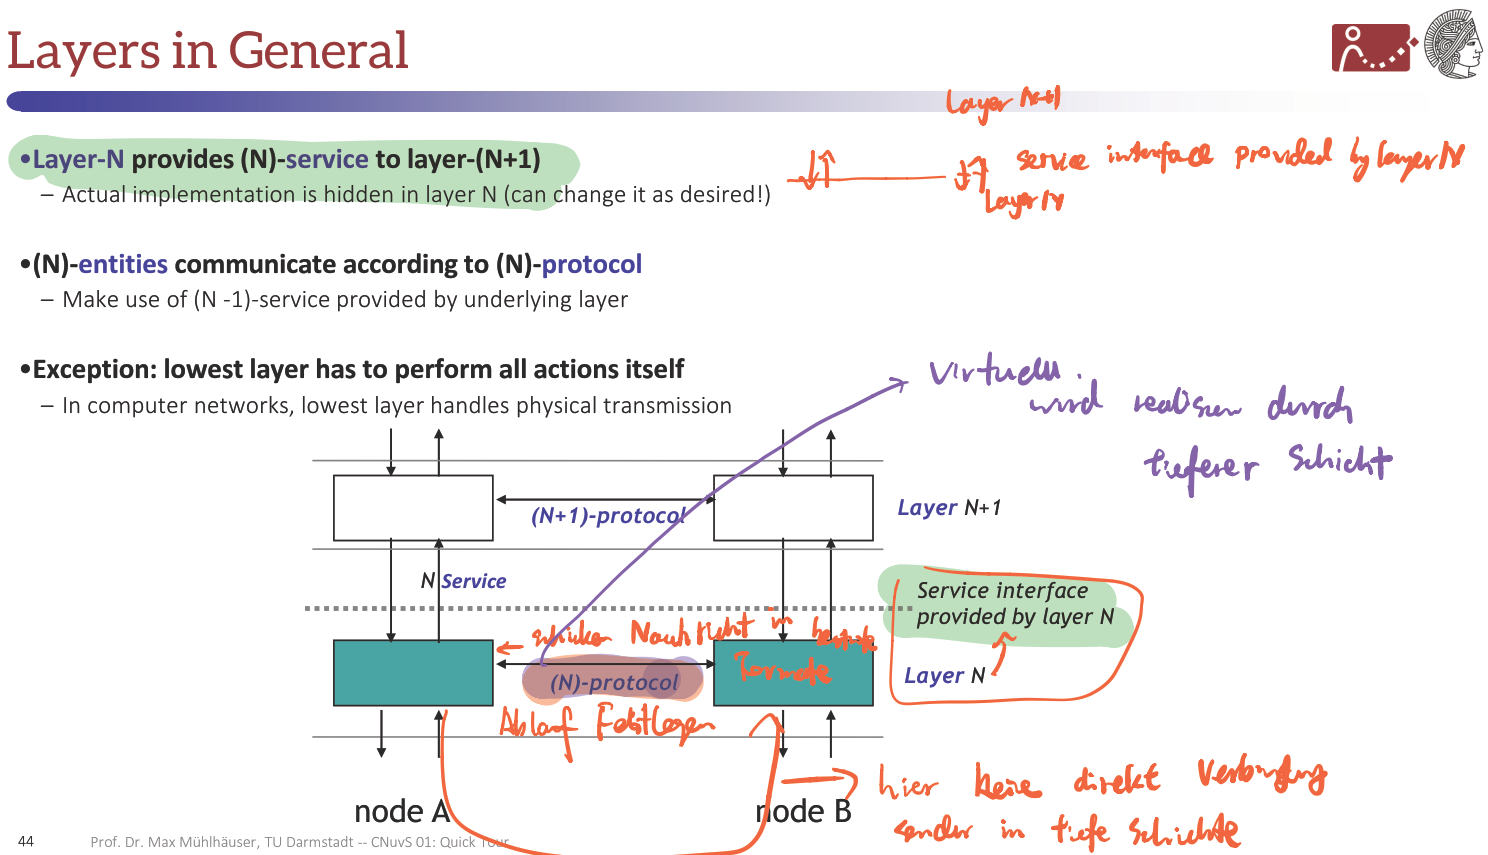 Layers in General
Layer N+1
•Layer-N provides (N)-service to layer-(N+1)
service interface provided by layer N
– Actual implementation is hidden in layer N (can change it as desired!)
Layer N
•(N)-entities communicate according to (N)-protocol
– Make use of (N -1)-service provided by underlying layer
•Exception: lowest layer has to perform all actions itself
virtuell.
– In computer networks, lowest layer handles physical transmission
wird realisieren durch
tieferer Schicht
(N+1)-protocol
Layer N+1
N Service
Service interface
provided by layer N
schicken Nachricht in
Formate
(N)-protocol
Layer N
Ablauf Festlegen
hier keine direkt Verbindung
node A
node B
sonder in tiefe Schichte
44
Prof. Dr. Max Mühlhäuser, TU Darmstadt -- CNuvS 01: Quick Tour